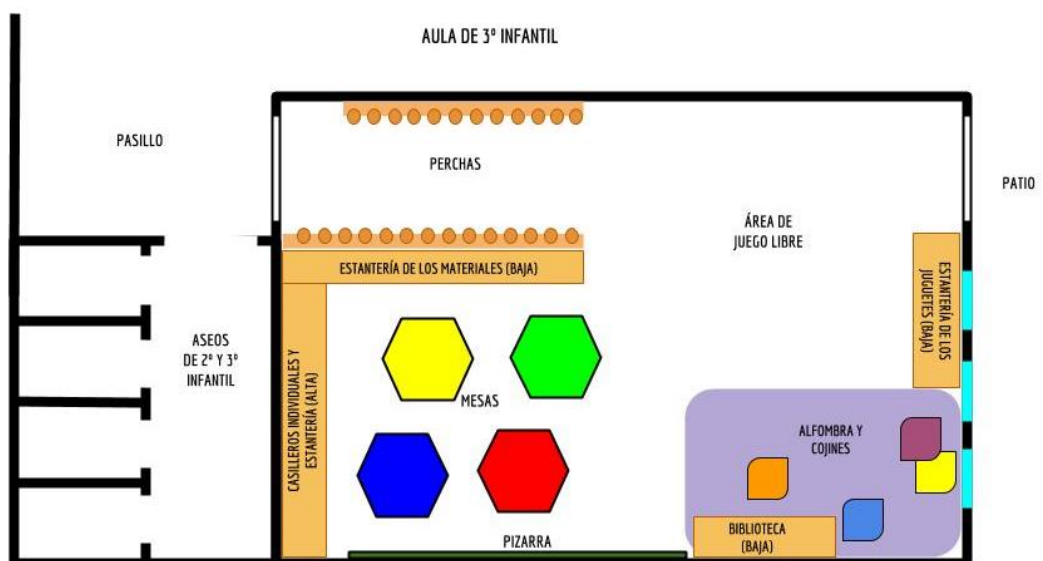 AULA DE 3º INFANTIL
PASILLO
PERCHAS
PATIO
ÁREA DE
JUEGO LIBRE
ESTANTERÍA DE LOS MATERIALES (BAJA)
ESTANTERÍA DE LOS
JUGUETES (BAJA)
ASEOS
DE 2º Y 3º
INFANTIL
CASILLEROS INDIVIDUALES Y
ESTANTERÍA (ALTA)
MESAS
ALFOMBRA Y
COJINES
BIBLIOTECA
(BAJA)
PIZARRA